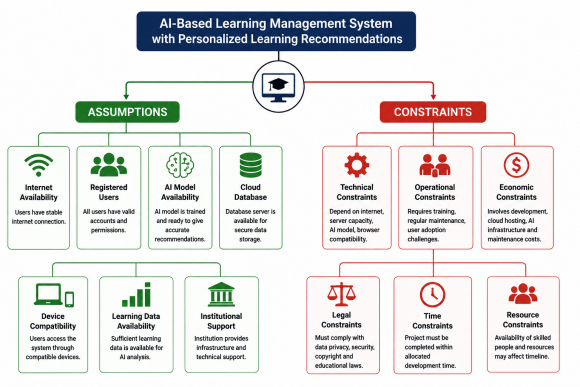 AI-Based Learning Management System
with Personalized Learning Recommendations
ASSUMPTIONS
CONSTRAINTS
Internet
Availability
Users have stable
internet connection.
Registered
Users
All users have valid
accounts and
permissions.
AI Model
Availability
AI model is trained
and ready to give
accurate
recommendations.
Cloud
Database
Database server is
available for
secure data
storage.
Technical
Constraints
Depend on internet,
server capacity,
AI model, browser
compatibility.
Operational
Constraints
Requires training,
regular maintenance,
user adoption
challenges.
Economic
Constraints
$
Involves development,
cloud hosting, AI
infrastructure and
maintenance costs.
Device
Compatibility
Users access the
system through
compatible devices.
Learning Data
Availability
Sufficient learning
data is available for
AI analysis.
Institutional
Support
Institution provides
infrastructure and
technical support.
Legal
Constraints
Must comply with
data privacy, security,
copyright and
educational laws.
Time
Constraints
Project must be
completed within
allocated
development time.
Resource
Constraints
Availability of skilled
people and resources
may affect timeline.